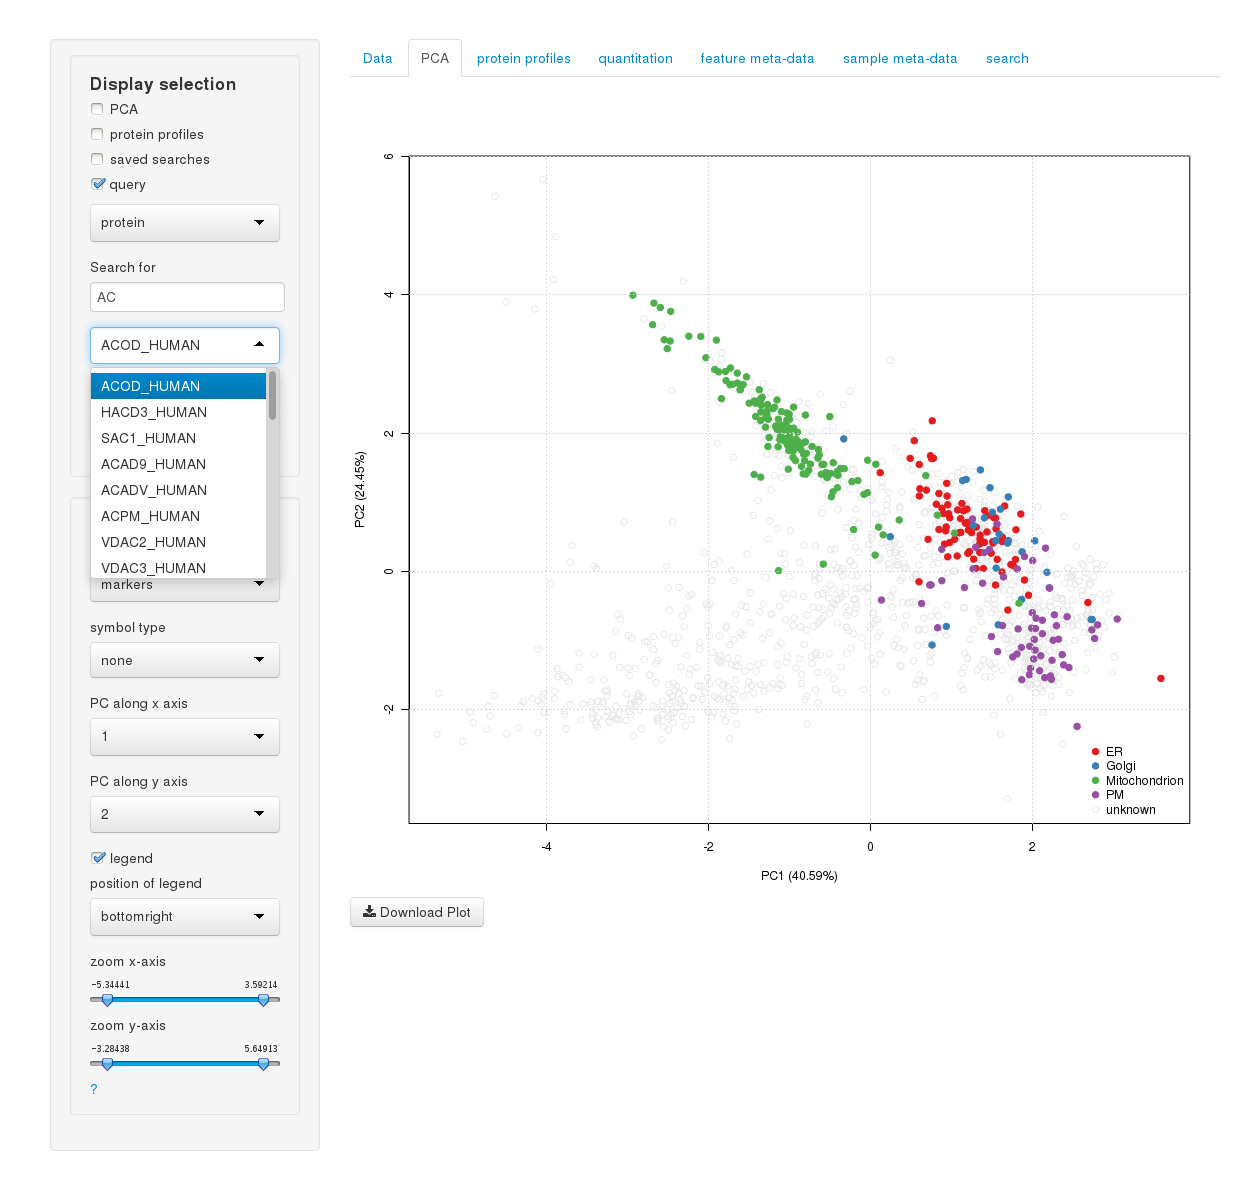 Display selection
PCA
protein profiles
saved searches
query
protein
Search for
AC
ACOD_HUMAN
ACOD_HUMAN
HACD3_HUMAN
SAC1_HUMAN
ACAD9_HUMAN
ACADV_HUMAN
ACPM_HUMAN
VDAC2_HUMAN
VDAC3_HUMAN
markers
symbol type
none
PC along x axis
1
PC along y axis
2
legend
position of legend
bottomright
zoom x-axis
-5.34441 3.59214
zoom y-axis
-3.28438 5.64913
?
Data PCA protein profiles quantitation feature meta-data sample meta-data search
6
4
2
0
-2
PC2 (24.45%)
ER
Golgi
Mitochondrion
PM
unknown
-4 -2 0 2
PC1 (40.59%)
Download Plot